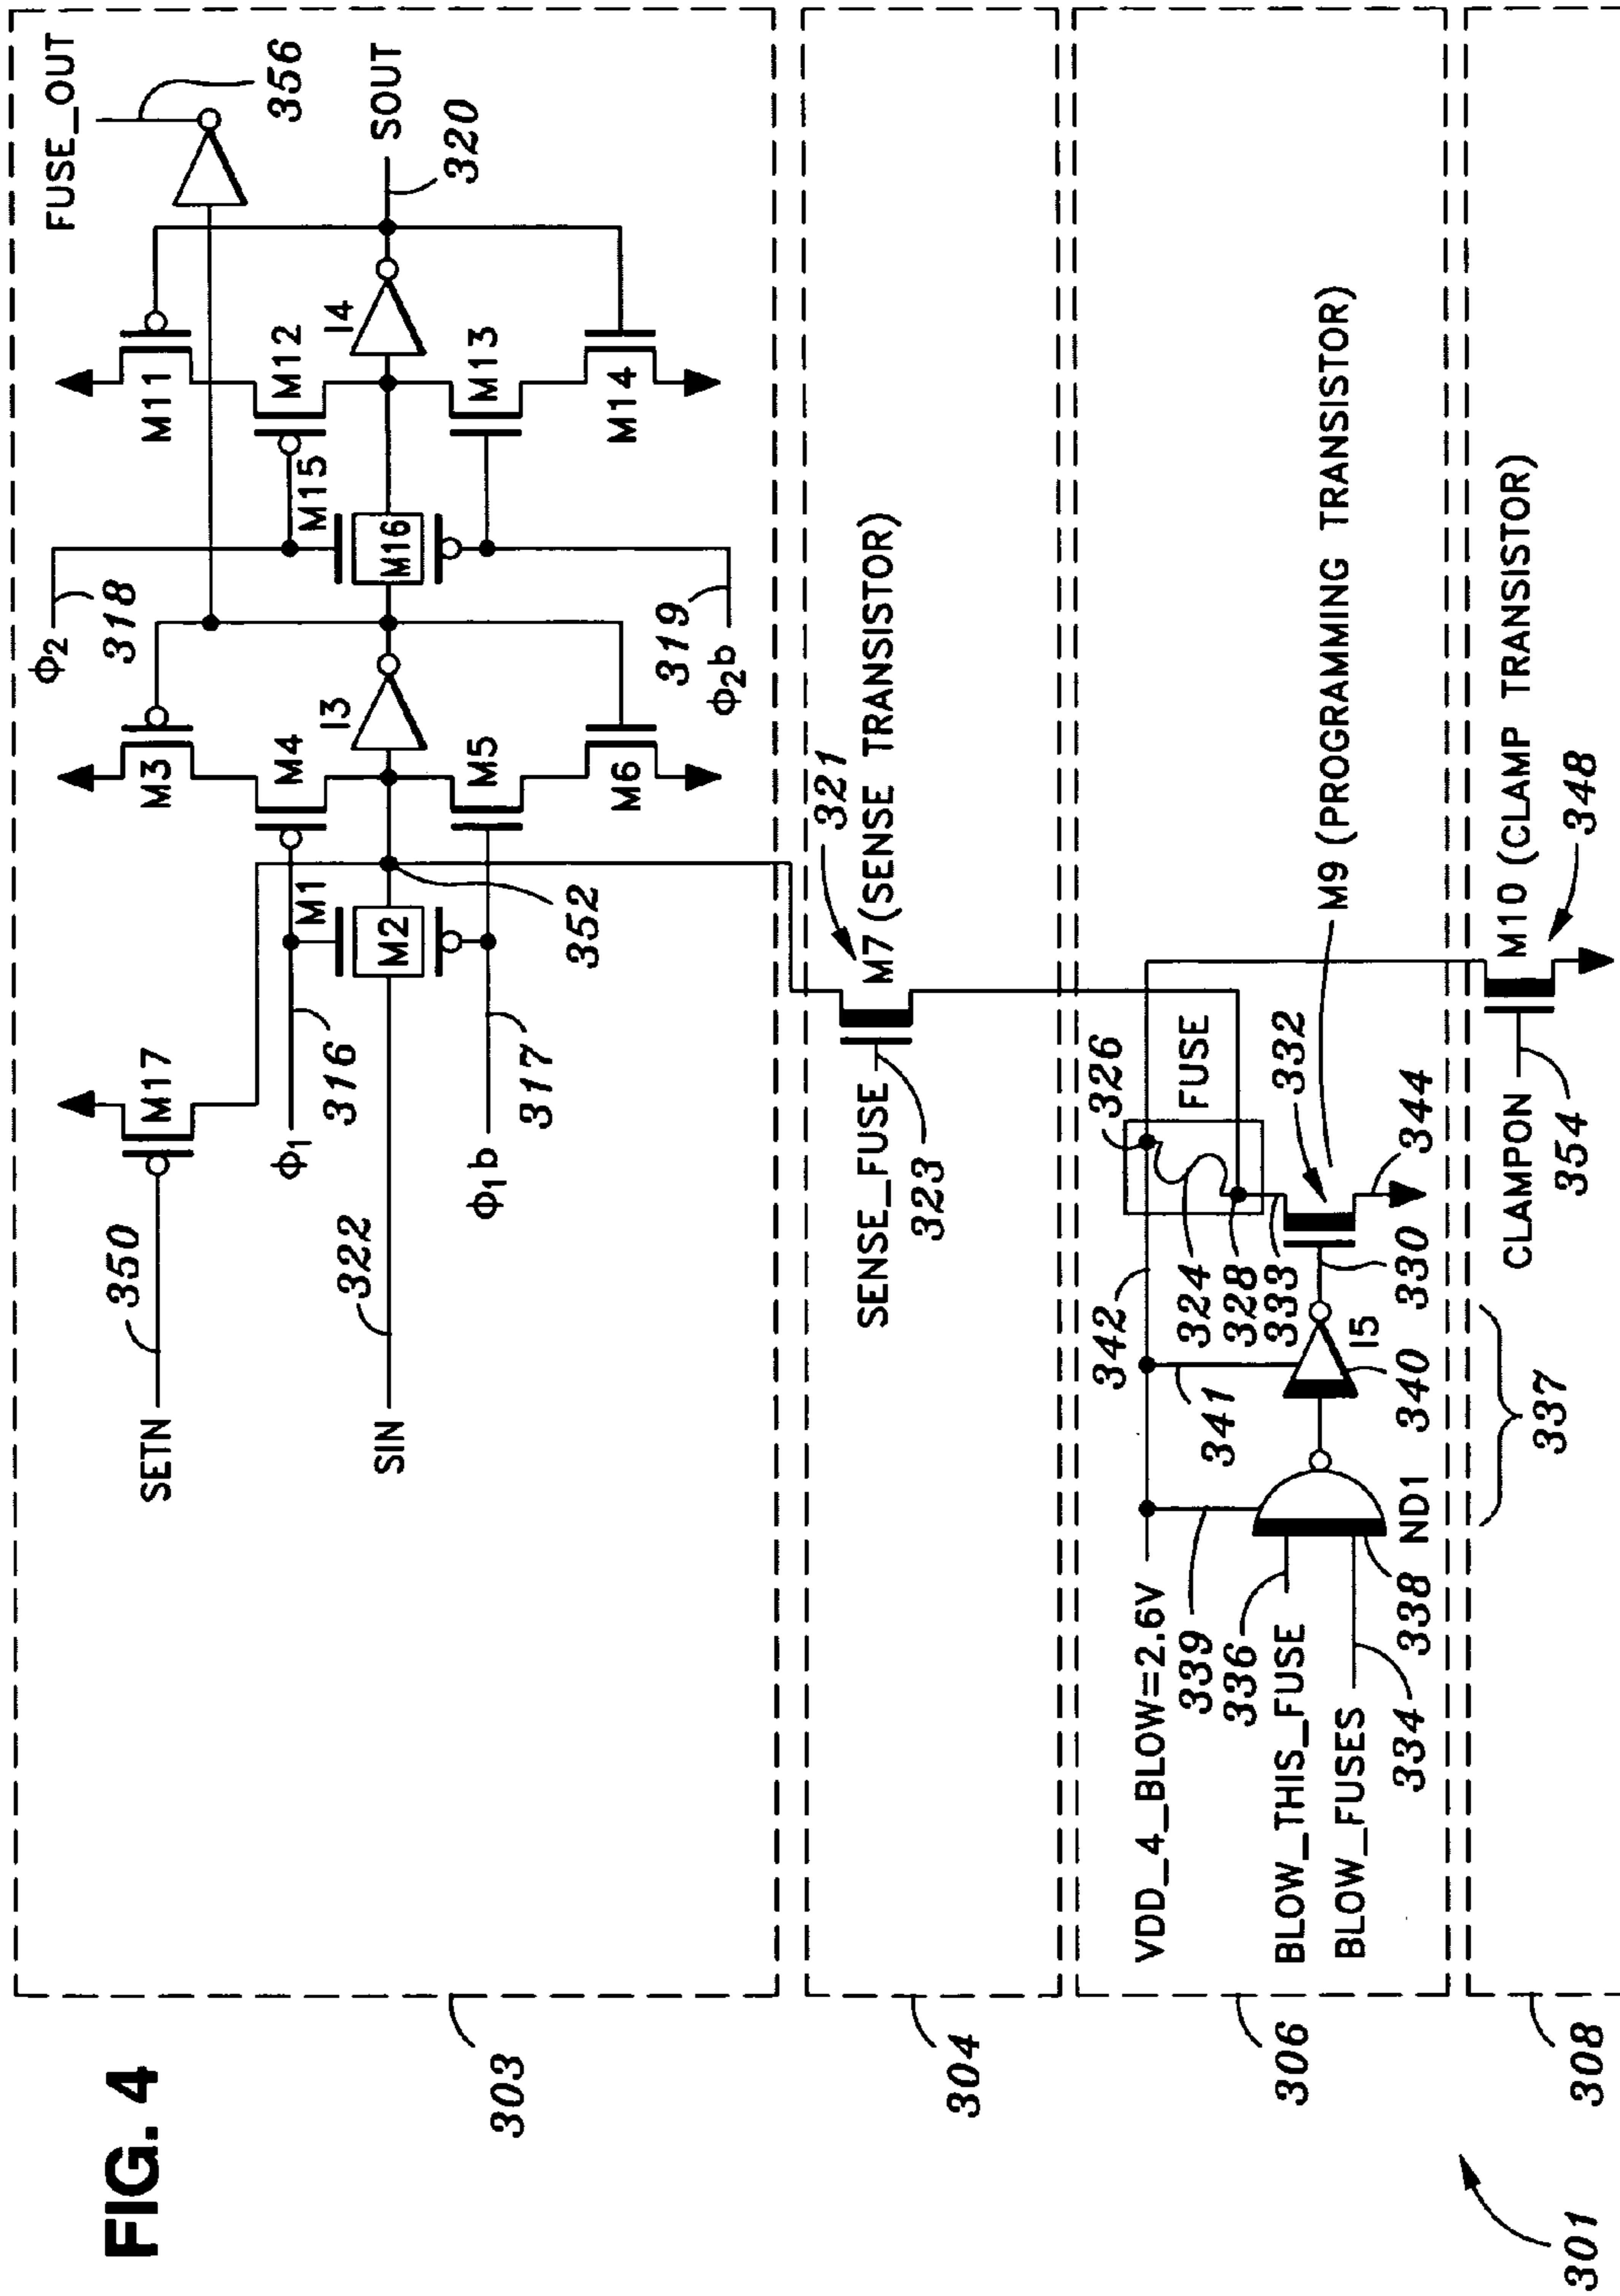 FIG. 4
301
303
304
306
308
SETN
350
M17
SIN
322
φ1
316
φ1b
317
M1
M2
352
M3
M4
M5
M6
I3
φ2
318
φ2b
319
M15
M16
M11
M12
M13
M14
I4
FUSE_OUT
356
SOUT
320
SENSE_FUSE
323
321
M7 (SENSE TRANSISTOR)
VDD_4_BLOW=2.6V
339
336
BLOW_THIS_FUSE
BLOW_FUSES
334
338
ND1
341
342
340
I5
337
324
328
333
330
326
FUSE
332
344
M9 (PROGRAMMING TRANSISTOR)
CLAMPON
354
M10 (CLAMP TRANSISTOR)
348